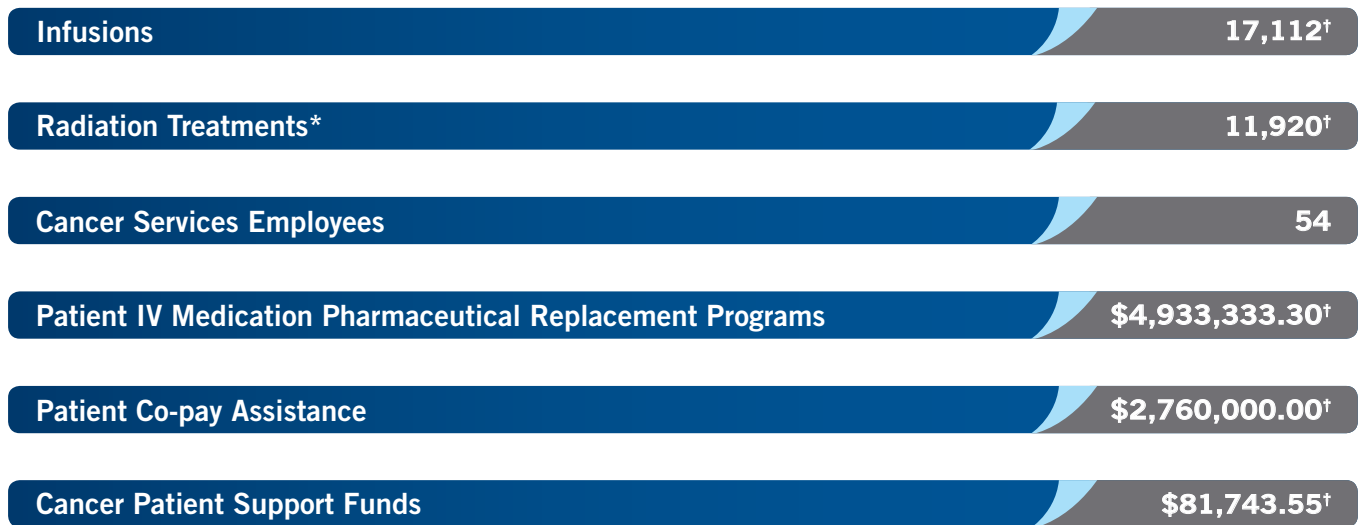 Infusions 17,112†
Radiation Treatments* 11,920†
Cancer Services Employees 54
Patient IV Medication Pharmaceutical Replacement Programs $4,933,333.30†
Patient Co-pay Assistance $2,760,000.00†
Cancer Patient Support Funds $81,743.55†